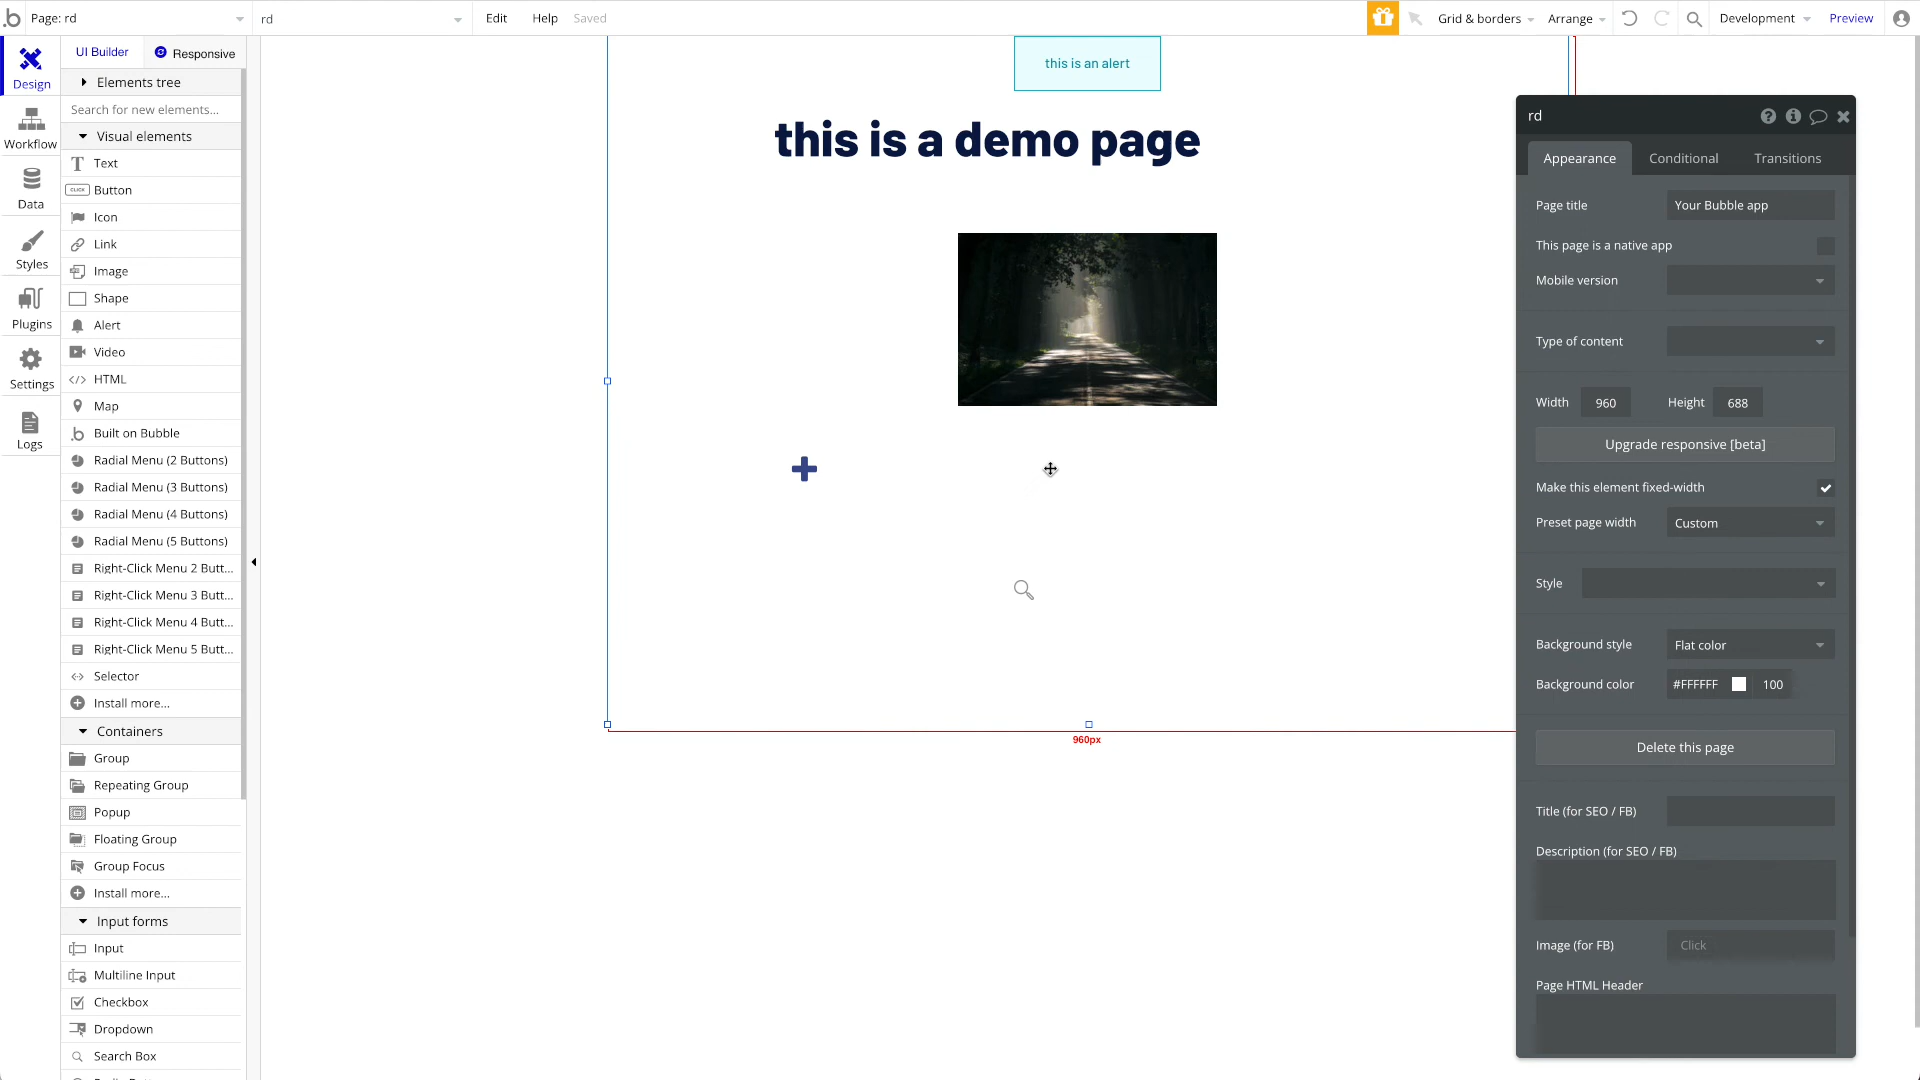 Page: rd
rd
Edit
Help
Saved
Grid & borders
Arrange
Development
Preview
Design
Workflow
Data
Styles
Plugins
Settings
Logs
UI Builder
Responsive
Elements tree
Search for new elements...
Visual elements
Text
CLICK
Button
Icon
Link
Image
Shape
Alert
Video
HTML
Map
Built on Bubble
Radial Menu (2 Buttons)
Radial Menu (3 Buttons)
Radial Menu (4 Buttons)
Radial Menu (5 Buttons)
Right-Click Menu 2 Butt...
Right-Click Menu 3 Butt...
Right-Click Menu 4 Butt...
Right-Click Menu 5 Butt...
Selector
Install more...
Containers
Group
Repeating Group
Popup
Floating Group
Group Focus
Install more...
Input forms
Input
Multiline Input
Checkbox
Dropdown
Search Box
this is an alert
this is a demo page
960px
rd
Appearance
Conditional
Transitions
Page title
Your Bubble app
This page is a native app
Mobile version
Type of content
Width
960
Height
688
Upgrade responsive [beta]
Make this element fixed-width
Preset page width
Custom
Style
Background style
Flat color
Background color
#FFFFFF
100
Delete this page
Title (for SEO / FB)
Description (for SEO / FB)
Image (for FB)
Click
Page HTML Header